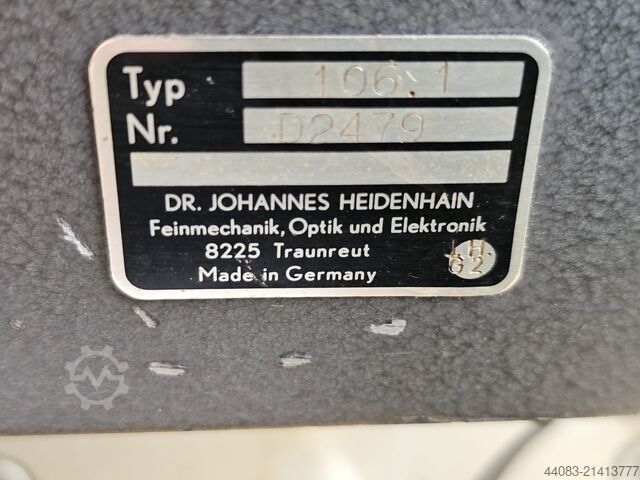 Typ 106.1
Nr. D2479
DR. JOHANNES HEIDENHAIN
Feinmechanik, Optik und Elektronik
8225 Traunreut
Made in Germany
44083-21413777